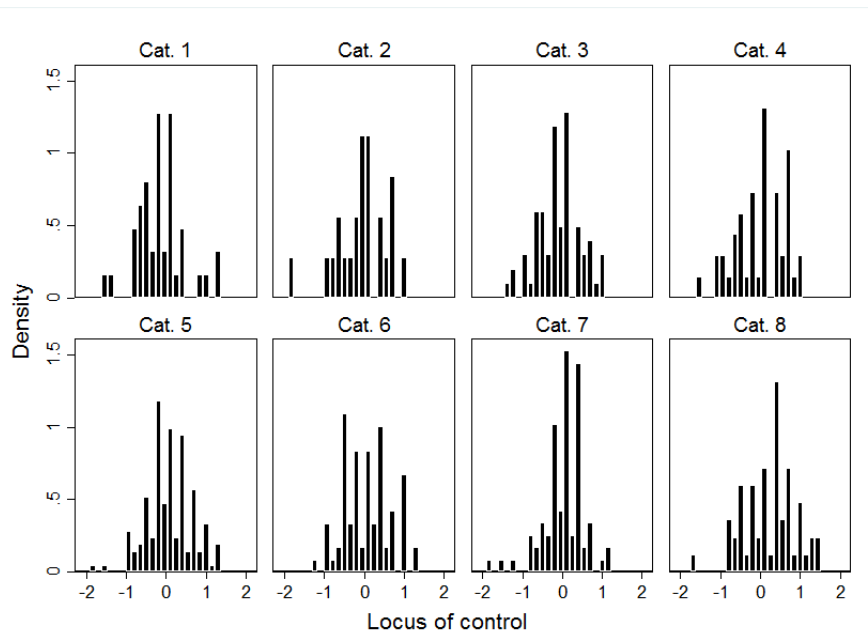 Cat. 1 Cat. 2 Cat. 3 Cat. 4
1.5
1
.5
0
Cat. 5 Cat. 6 Cat. 7 Cat. 8
1.5
1
.5
0
-2 -1 0 1 2 -2 -1 0 1 2 -2 -1 0 1 2 -2 -1 0 1 2
Density
Locus of control